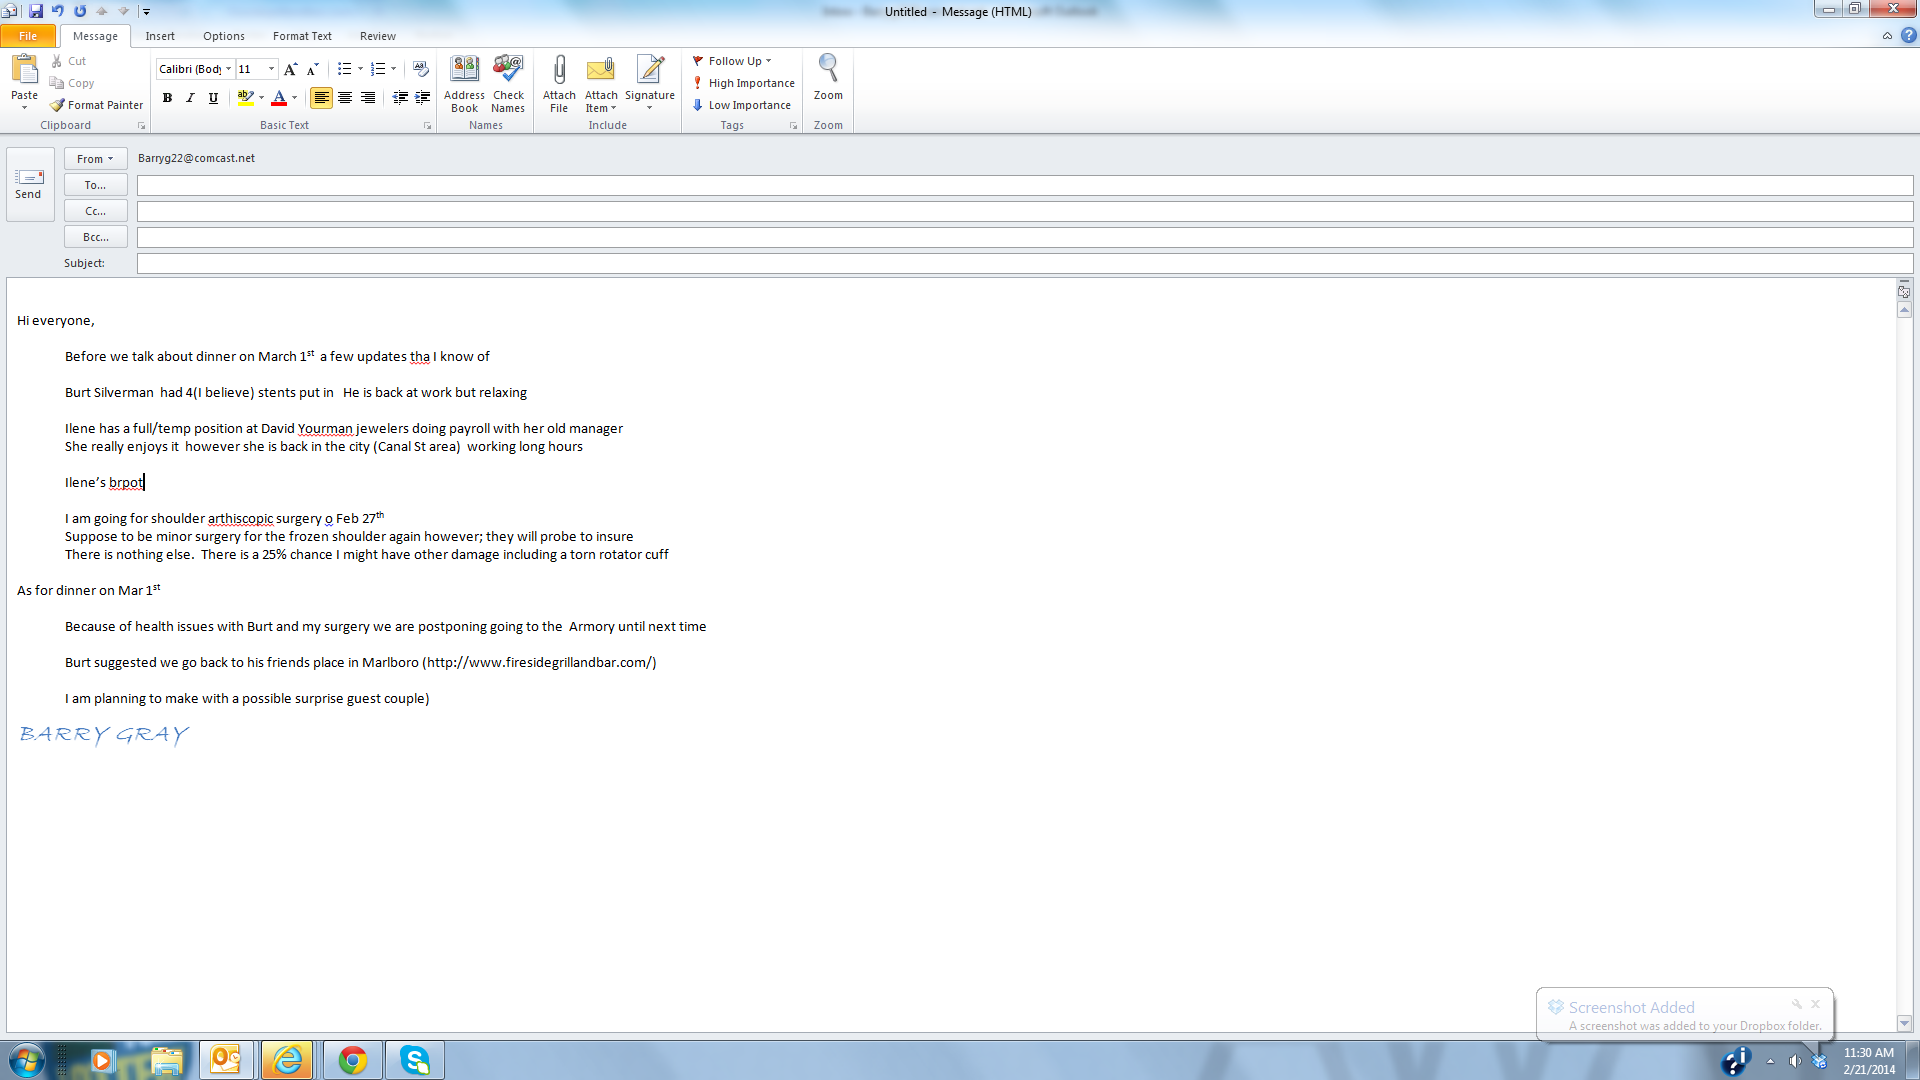 Untitled - Message (HTML)
File Message Insert Options Format Text Review
Paste
Cut
Copy
Format Painter
Clipboard
Calibri (Body 11
B I U
Basic Text
Address Book
Check Names
Names
Attach File
Attach Item
Signature
Include
Follow Up
High Importance
Low Importance
Tags
Zoom
Zoom
Send
From Barryg22@comcast.net
To...
Cc...
Bcc...
Subject:
Hi everyone,
Before we talk about dinner on March 1st a few updates tha I know of
Burt Silverman had 4(I believe) stents put in He is back at work but relaxing
Ilene has a full/temp position at David Yourman jewelers doing payroll with her old manager
She really enjoys it however she is back in the city (Canal St area) working long hours
Ilene’s brpot
I am going for shoulder arthiscopic surgery o Feb 27th
Suppose to be minor surgery for the frozen shoulder again however; they will probe to insure
There is nothing else. There is a 25% chance I might have other damage including a torn rotator cuff
As for dinner on Mar 1st
Because of health issues with Burt and my surgery we are postponing going to the Armory until next time
Burt suggested we go back to his friends place in Marlboro (http://www.firesidegrillandbar.com/)
I am planning to make with a possible surprise guest couple)
BARRY GRAY
Screenshot Added
A screenshot was added to your Dropbox folder.
11:30 AM
2/21/2014